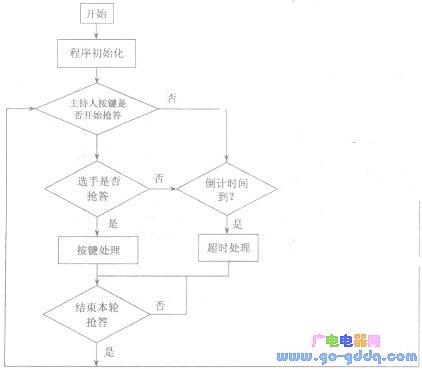 开始
程序初始化
主持人按键是
否开始抢答
否
选手是否
抢答
否
倒计时间
到?
是
是
按键处理
超时处理
结束本轮
抢答
否
是
广电电器网
www.go-gddq.com